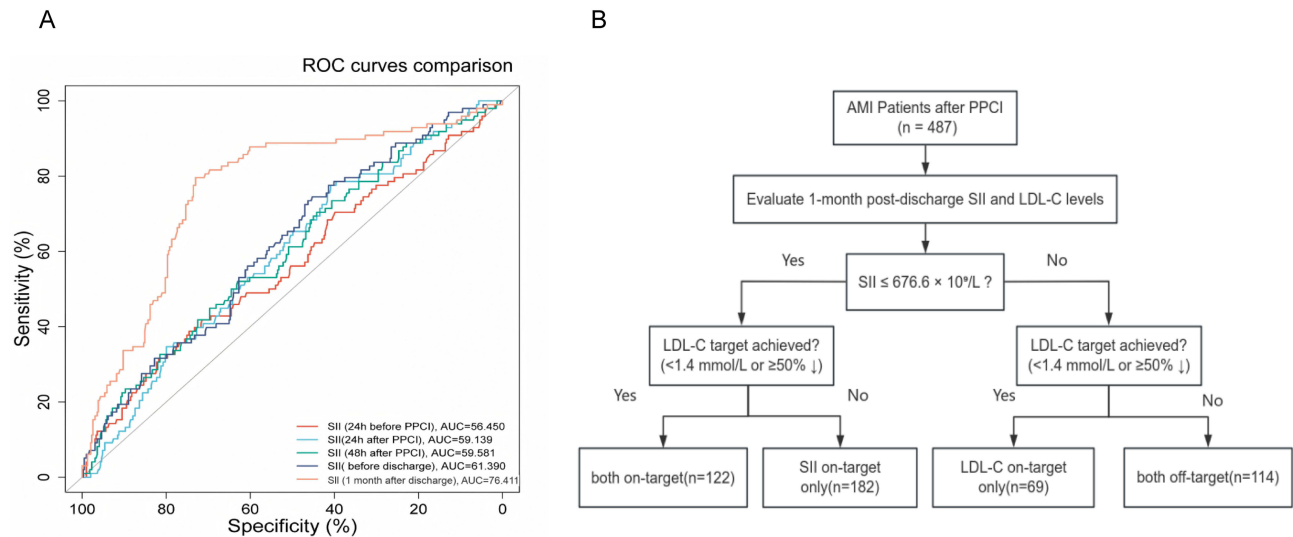 A
ROC curves comparison
Sensitivity (%)
100
80
60
40
20
0
SII (24h before PPCI), AUC=56.450
SII(24h after PPCI), AUC=59.139
SII (48h after PPCI), AUC=59.581
SII( before discharge), AUC=61.390
SII (1 month after discharge), AUC=76.411
100
80
60
40
20
0
Specificity (%)
B
AMI Patients after PPCI
(n = 487)
Evaluate 1-month post-discharge SII and LDL-C levels
Yes
SII ≤ 676.6 × 10⁹/L ?
No
LDL-C target achieved?
(<1.4 mmol/L or ≥50% ↓)
LDL-C target achieved?
(<1.4 mmol/L or ≥50% ↓)
Yes
No
Yes
No
both on-target(n=122)
SII on-target
only(n=182)
LDL-C on-target
only(n=69)
both off-target(n=114)